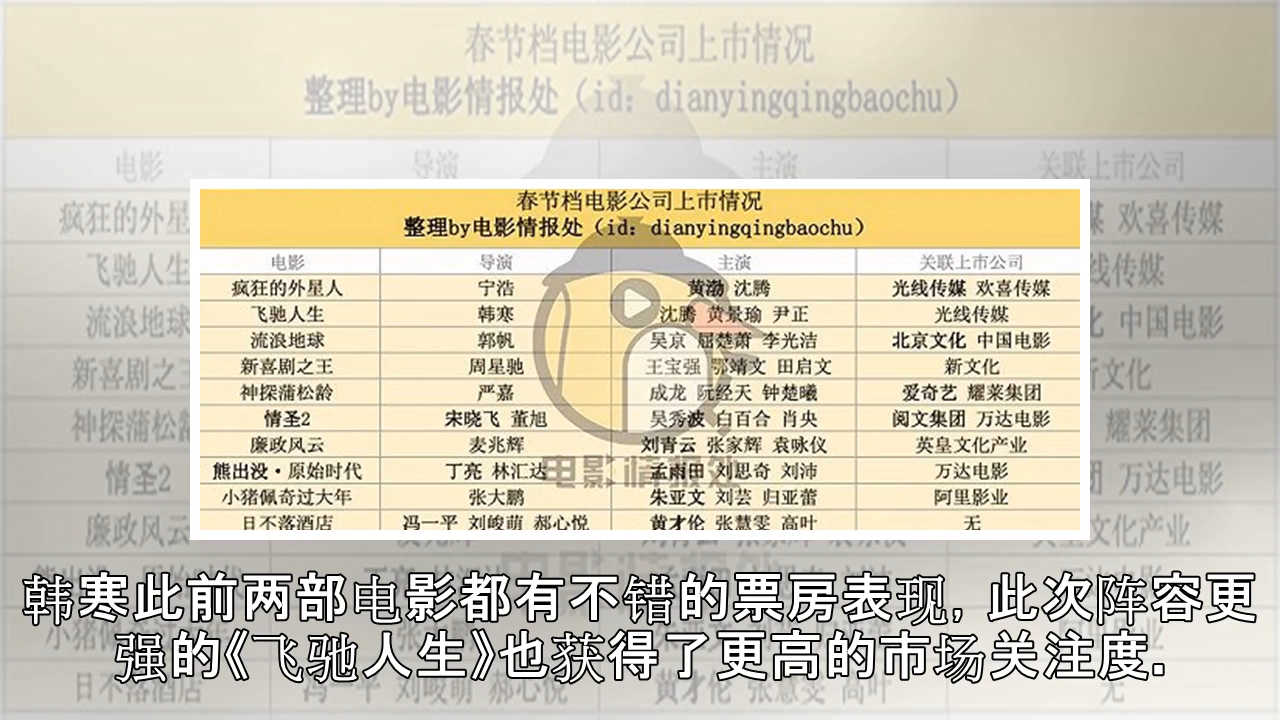 春节档电影公司上市情况
整理by电影情报处（id：dianyingqingbaochu）
电影 导演 主演 关联上市公司
疯狂的外星人 宁浩 黄渤 沈腾 光线传媒 欢喜传媒
飞驰人生 韩寒 沈腾 黄景瑜 尹正 光线传媒
流浪地球 郭帆 吴京 屈楚萧 李光洁 北京文化 中国电影
新喜剧之王 周星驰 王宝强 鄂靖文 田启文 新文化
神探蒲松龄 严嘉 成龙 阮经天 钟楚曦 爱奇艺 耀莱集团
情圣2 宋晓飞 董旭 吴秀波 白百合 肖央 阅文集团 万达电影
廉政风云 麦兆辉 刘青云 张家辉 袁咏仪 英皇文化产业
熊出没·原始时代 丁亮 林汇达 孟雨田 刘思奇 刘沛 万达电影
小猪佩奇过大年 张大鹏 朱亚文 刘芸 归亚蕾 阿里影业
日不落酒店 冯一平 刘峻萌 郝心悦 黄才伦 张慧雯 高叶 无
电影情报处
韩寒此前两部电影都有不错的票房表现, 此次阵容更
强的《飞驰人生》也获得了更高的市场关注度.